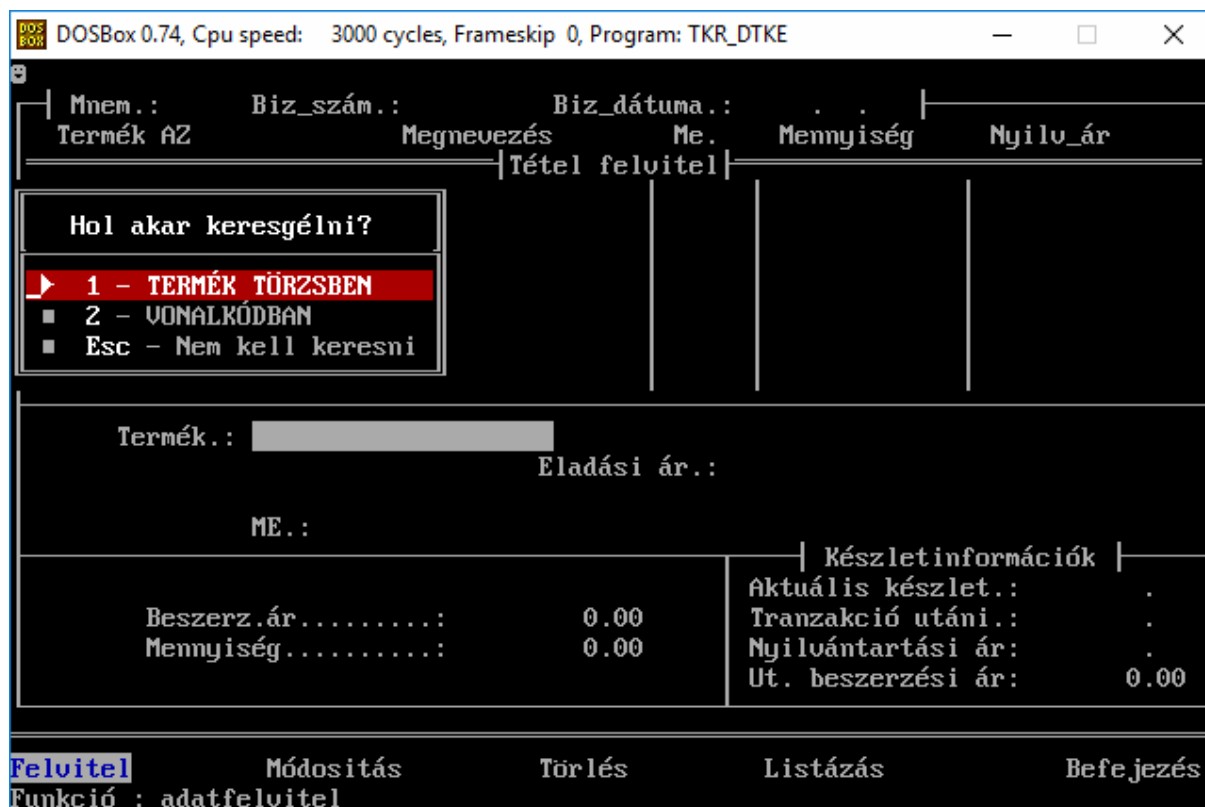 DOSBox 0.74, Cpu speed: 3000 cycles, Frameskip 0, Program: TKR_DTKE
Mnem.: Biz_szám.: Biz_dátuma.: . .
Termék AZ Megnevezés Me. Mennyiség Nyilv_ár
Tétel felvitel
Hol akar keresgélni?
1 - TERMÉK TÖRZSBEN
2 - VONALKÓDBAN
Esc - Nem kell keresni
Termék.:
Eladási ár.:
ME.:
Készletinformációk
Aktuális készlet.: .
Beszerz.ár.........: 0.00 Tranzakció utáni.: .
Mennyiség..........: 0.00 Nyilvántartási ár: .
Ut. beszerzési ár: 0.00
Felvitel Módositás Törlés Listázás Befejezés
Funkció : adatfelvitel